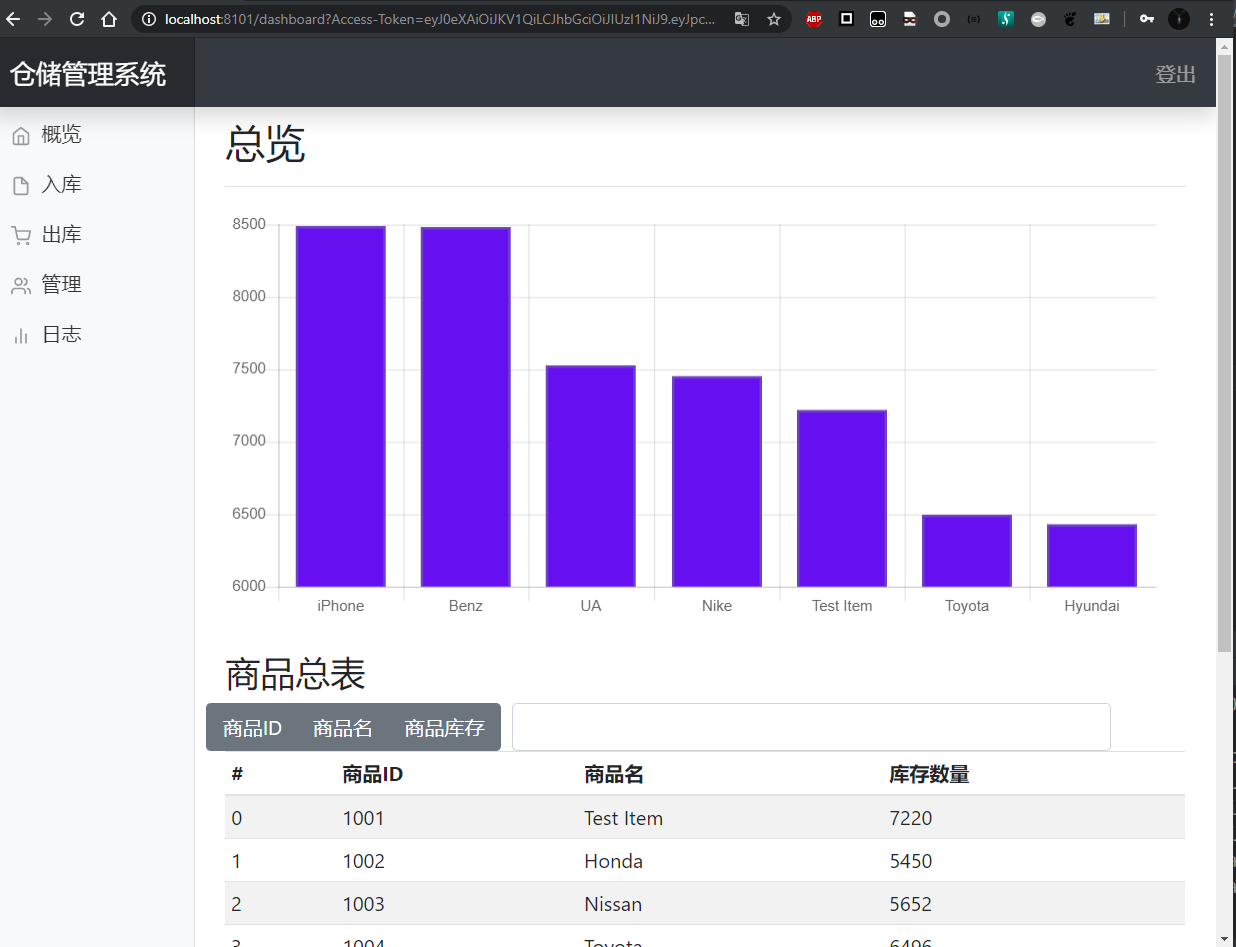 localhost:8101/dashboard?Access-Token=eyJ0eXAiOiJKV1QiLCJhbGciOiJIUzI1NiJ9.eyJpc...
ABP
仓储管理系统
登出
概览
入库
出库
管理
日志
总览
8500
8000
7500
7000
6500
6000
iPhone Benz UA Nike Test Item Toyota Hyundai
商品总表
商品ID 商品名 商品库存
# 商品ID 商品名 库存数量
0 1001 Test Item 7220
1 1002 Honda 5450
2 1003 Nissan 5652
3 1004 Toyota 6496